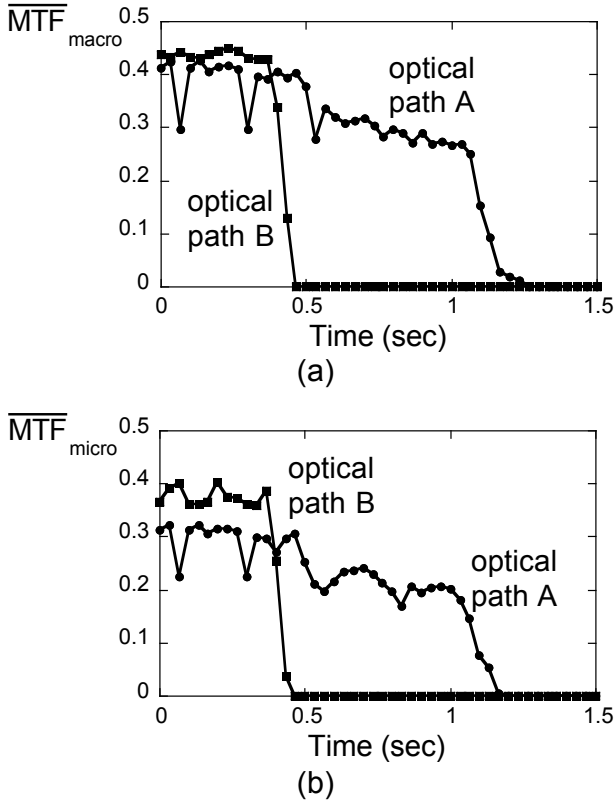 MTF macro
0.5
0.4
0.3
0.2
0.1
0
optical
path A
optical
path B
0 0.5 1 1.5
Time (sec)
(a)
MTF micro
0.5
0.4
0.3
0.2
0.1
0
optical
path B
optical
path A
0 0.5 1 1.5
Time (sec)
(b)